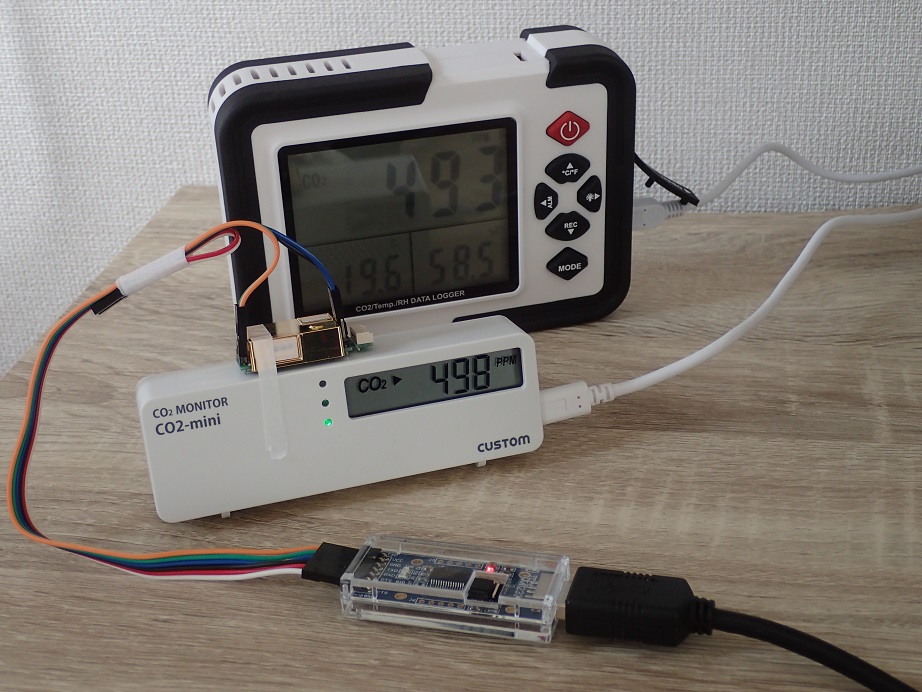 CO2
493
19.6
58.5
CO2/Temp./RH DATA LOGGER
°C/°F
ALM
REC
MODE
CO2 MONITOR
CO2-mini
CO2 ► 498 PPM
CUSTOM